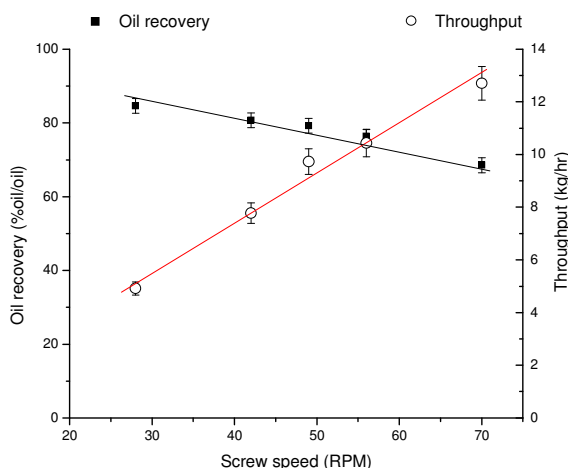 Oil recovery Throughput
100
80
60
40
20
0
Oil recovery (%oil/oil)
14
12
10
8
6
4
2
0
Throughput (kg/hr)
20 30 40 50 60 70
Screw speed (RPM)